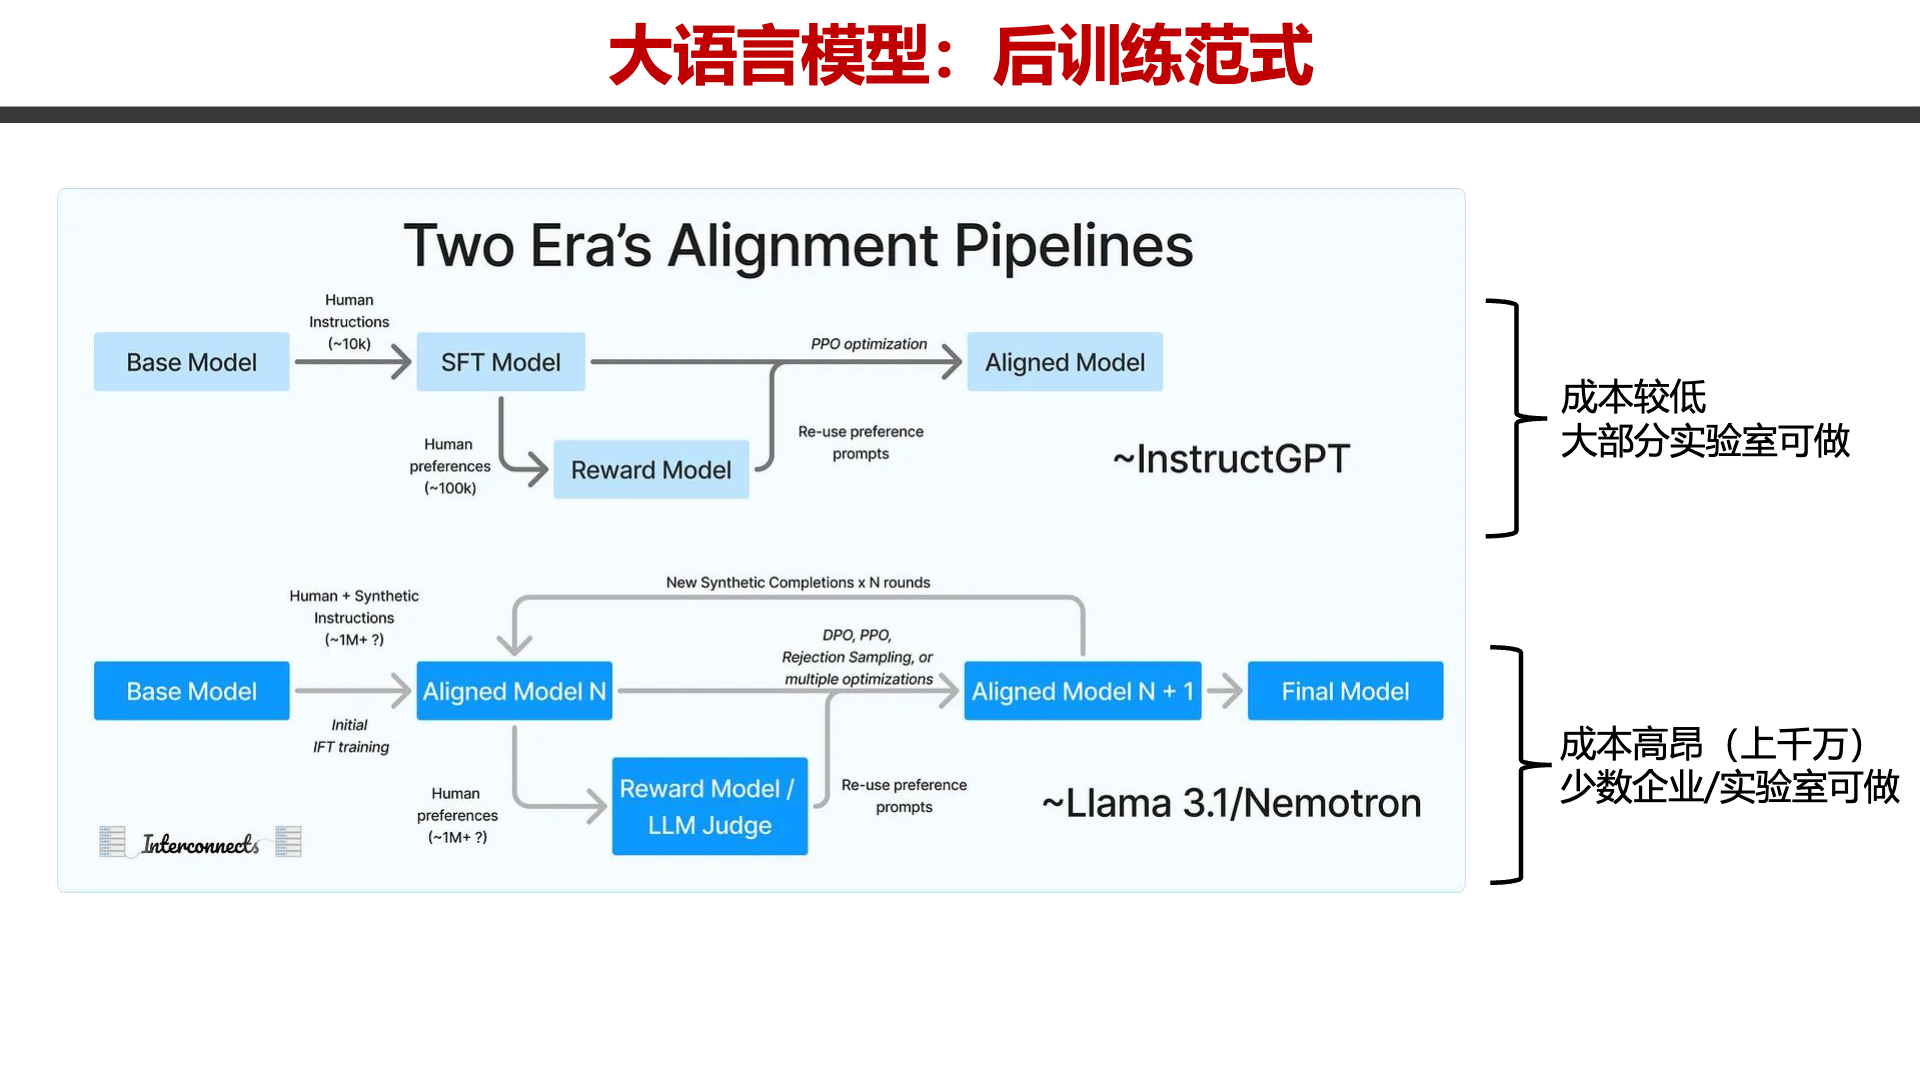 大语言模型：后训练范式
Two Era’s Alignment Pipelines
Human
Instructions
(~10k)
Base Model
SFT Model
PPO optimization
Aligned Model
Human
preferences
(~100k)
Reward Model
Re-use preference
prompts
~InstructGPT
成本较低
大部分实验室可做
New Synthetic Completions x N rounds
Human + Synthetic
Instructions
(~1M+ ?)
DPO, PPO,
Rejection Sampling, or
multiple optimizations
Base Model
Initial
IFT training
Aligned Model N
Aligned Model N + 1
Final Model
Human
preferences
(~1M+ ?)
Reward Model /
LLM Judge
Re-use preference
prompts
~Llama 3.1/Nemotron
Interconnects
成本高昂（上千万）
少数企业/实验室可做